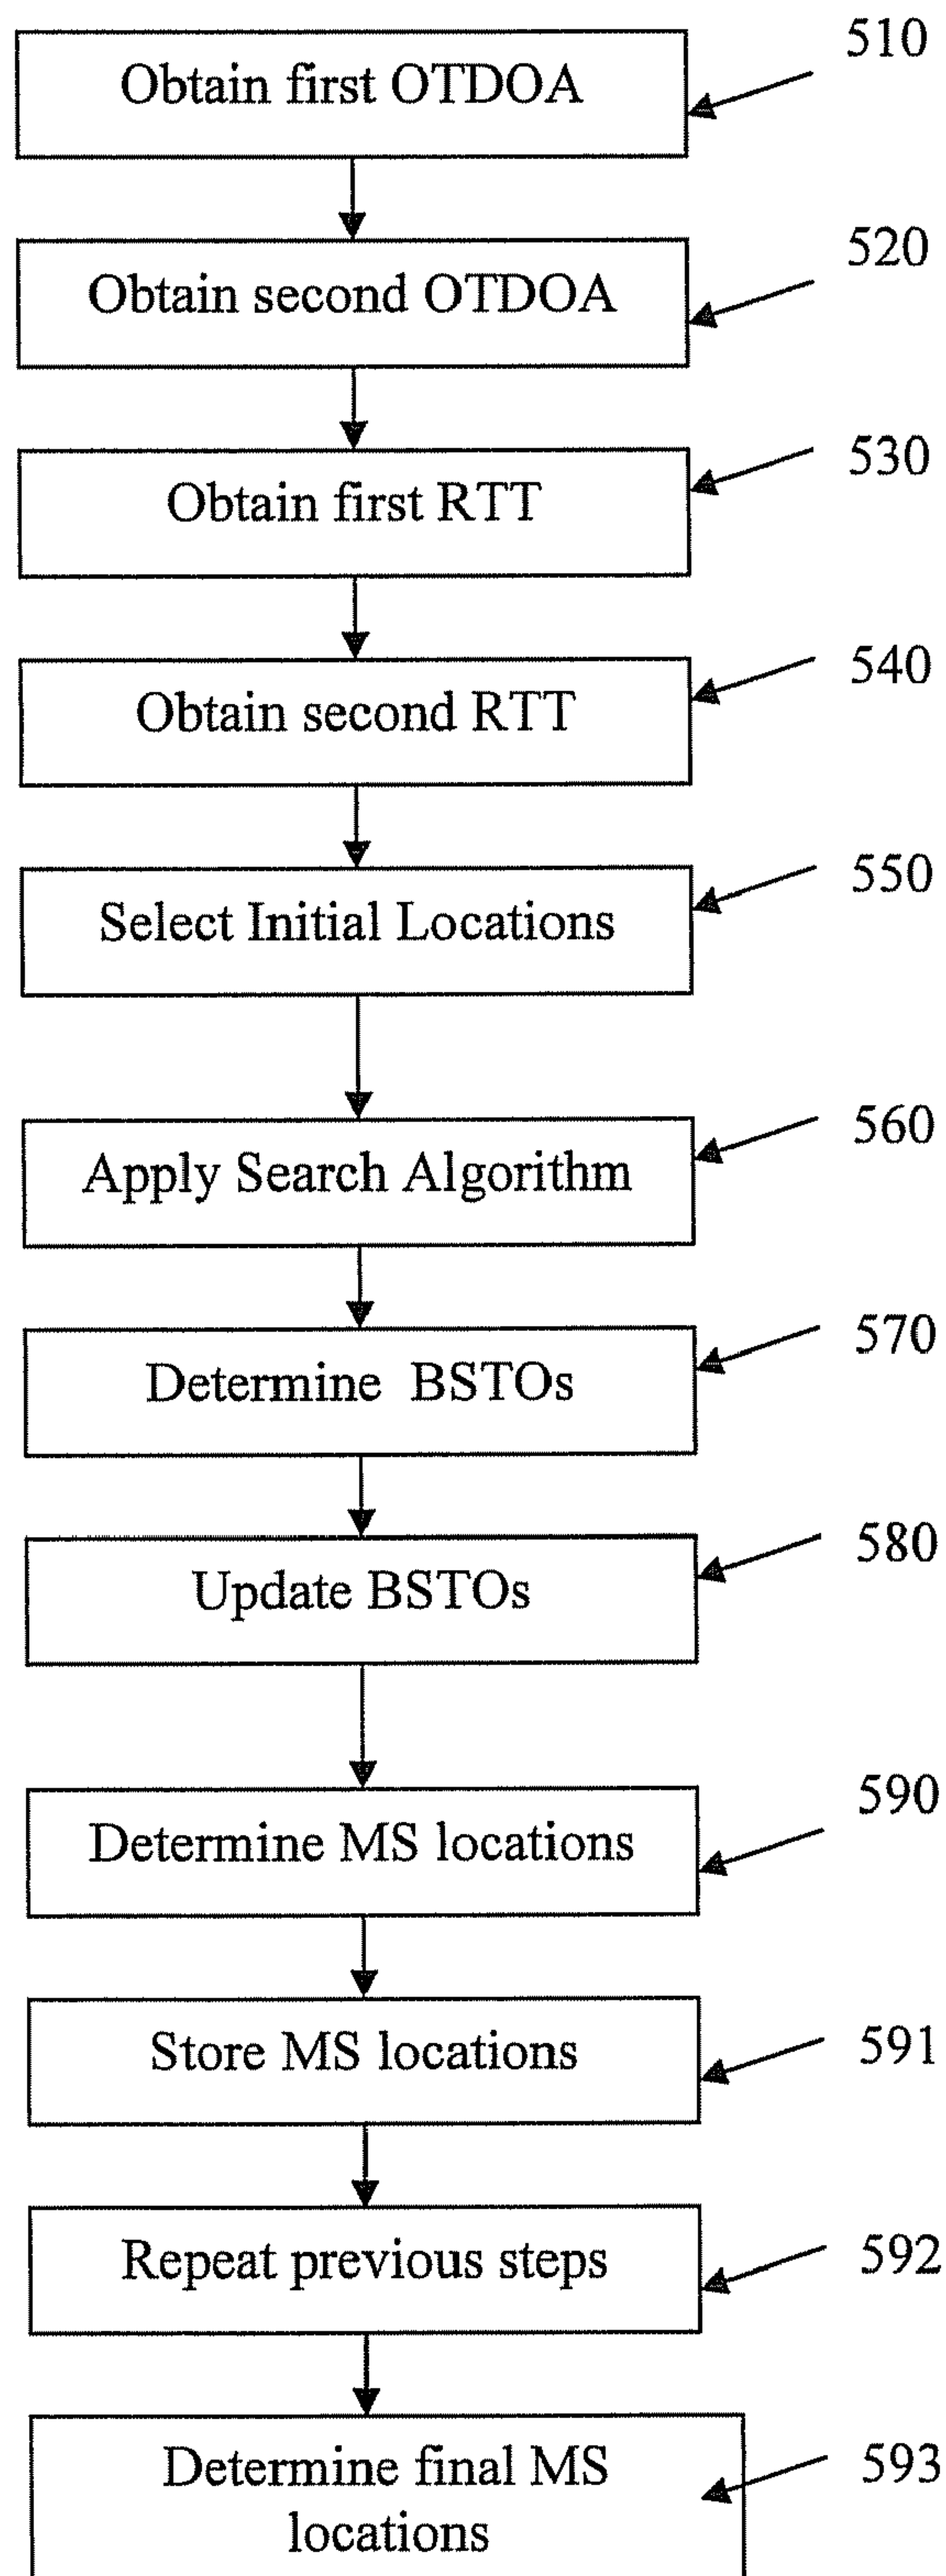 510
Obtain first OTDOA
520
Obtain second OTDOA
530
Obtain first RTT
540
Obtain second RTT
550
Select Initial Locations
560
Apply Search Algorithm
570
Determine BSTOs
580
Update BSTOs
590
Determine MS locations
591
Store MS locations
592
Repeat previous steps
593
Determine final MS
locations